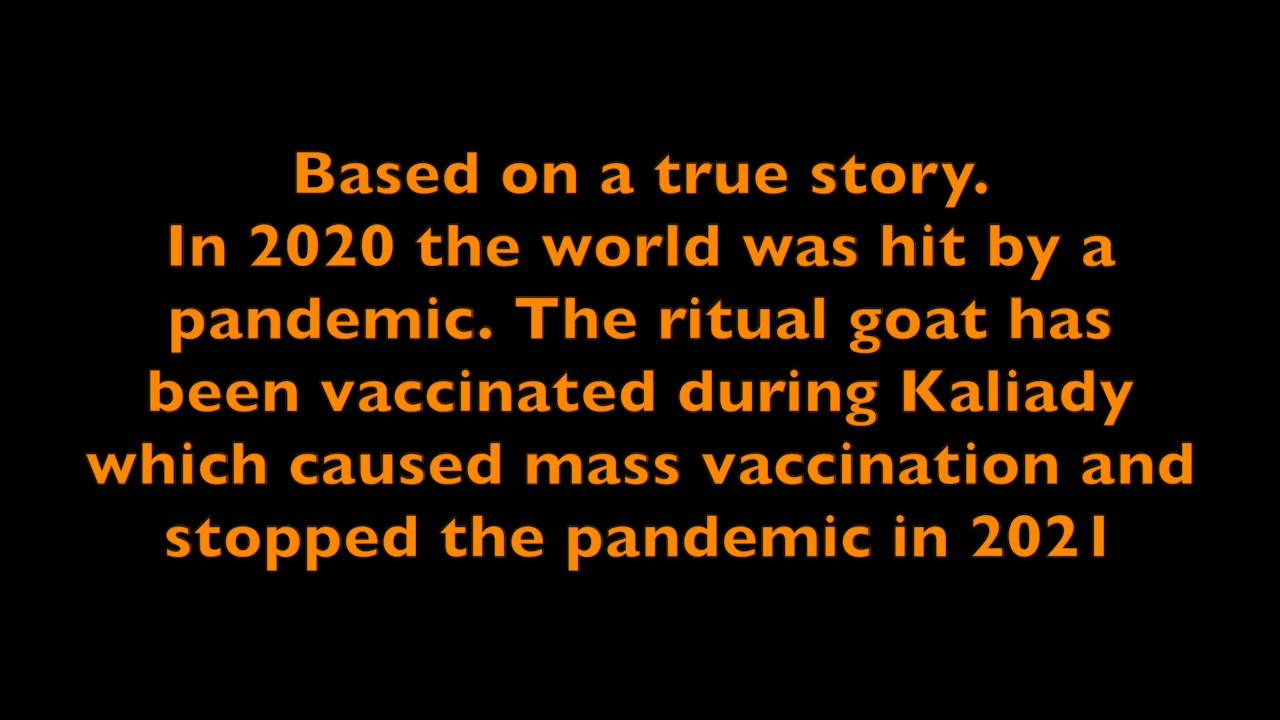 Based on a true story.
In 2020 the world was hit by a
pandemic. The ritual goat has
been vaccinated during Kaliady
which caused mass vaccination and
stopped the pandemic in 2021